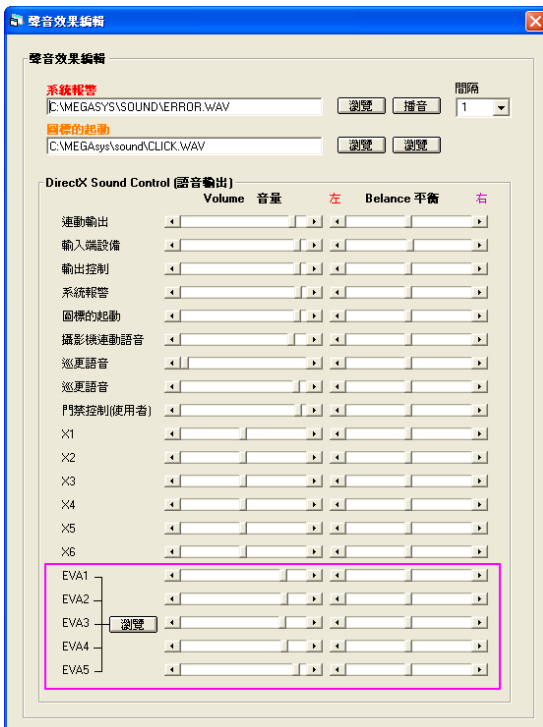 聲音效果編輯
聲音效果編輯
系統報警
間隔
C:\MEGASYS\SOUND\ERROR.WAV 瀏覽 播音 1
圖標的起動
C:\MEGAsys\sound\CLICK.WAV 瀏覽 瀏覽
DirectX Sound Control (語音輸出)
Volume 音量 左 Belance 平衡 右
連動輸出
輸入端設備
輸出控制
系統報警
圖標的起動
攝影機連動語音
巡更語音
巡更語音
門禁控制(使用者)
X1
X2
X3
X4
X5
X6
EVA1
EVA2
EVA3 瀏覽
EVA4
EVA5